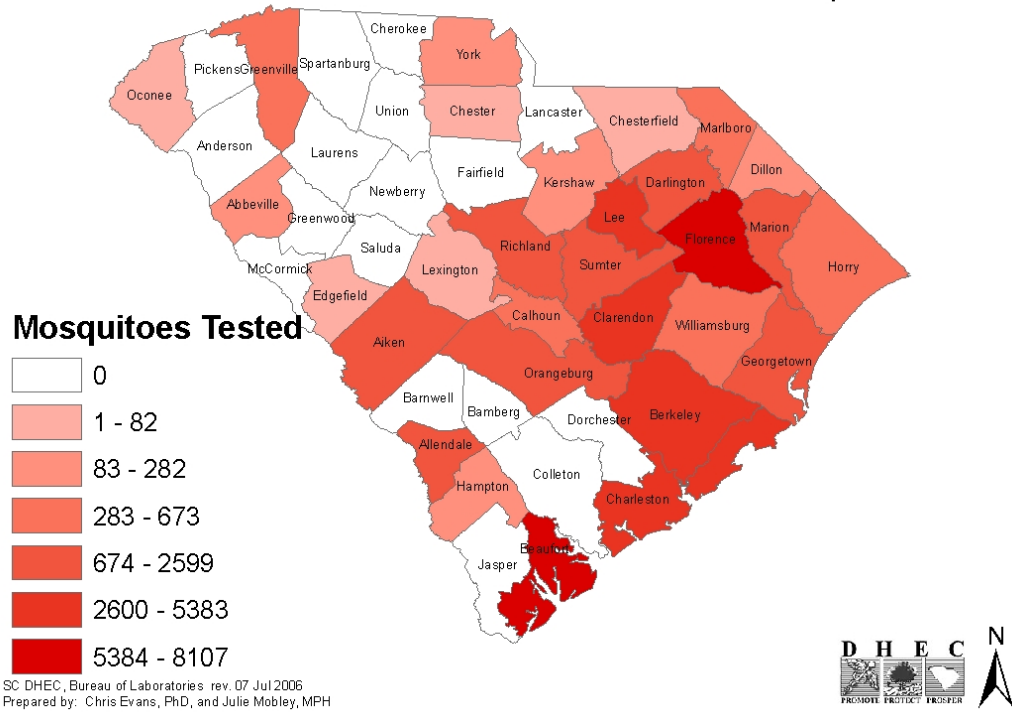 Cherokee
York
Spartanburg
Pickens
Greenville
Oconee
Union
Chester
Lancaster
Chesterfield
Marlboro
Anderson
Laurens
Fairfield
Dillon
Newberry
Kershaw
Darlington
Abbeville
Greenwood
Lee
Marion
Florence
Saluda
Richland
McCormick
Lexington
Sumter
Horry
Edgefield
Calhoun
Clarendon
Williamsburg
Aiken
Georgetown
Orangeburg
Barnwell
Bamberg
Dorchester
Berkeley
Allendale
Colleton
Hampton
Charleston
Beaufort
Jasper
Mosquitoes Tested
0
1 - 82
83 - 282
283 - 673
674 - 2599
2600 - 5383
5384 - 8107
SC DHEC, Bureau of Laboratories rev. 07 Jul 2006
Prepared by: Chris Evans, PhD, and Julie Mobley, MPH
D H E C
PROMOTE PROTECT PROSPER
N